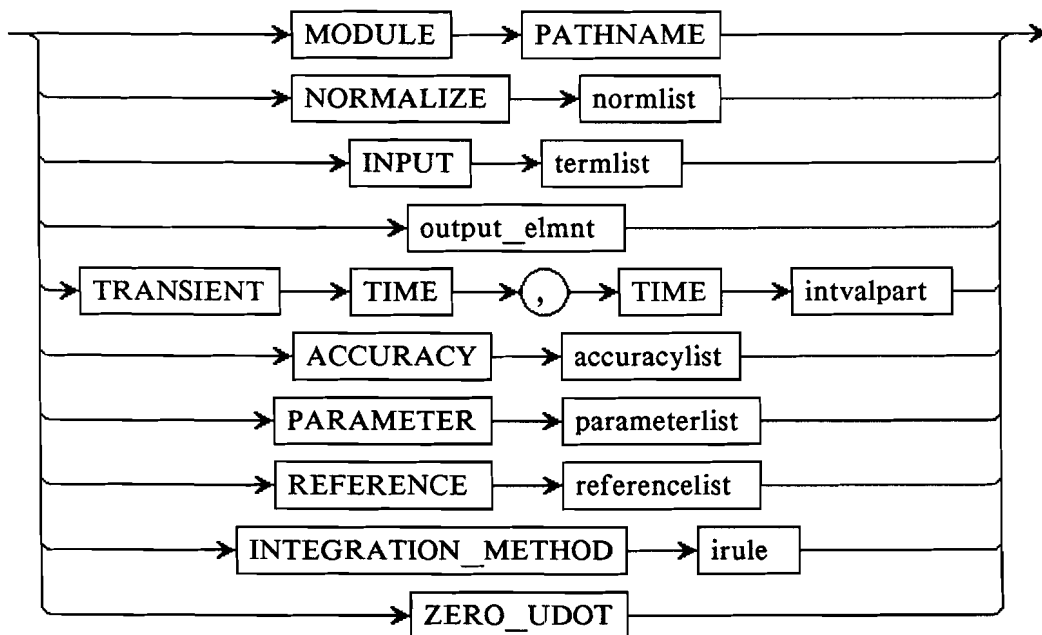 MODULE PATHNAME
NORMALIZE normlist
INPUT termlist
output_elmnt
TRANSIENT TIME , TIME intvalpart
ACCURACY accuracylist
PARAMETER parameterlist
REFERENCE referencelist
INTEGRATION_METHOD irule
ZERO_UDOT